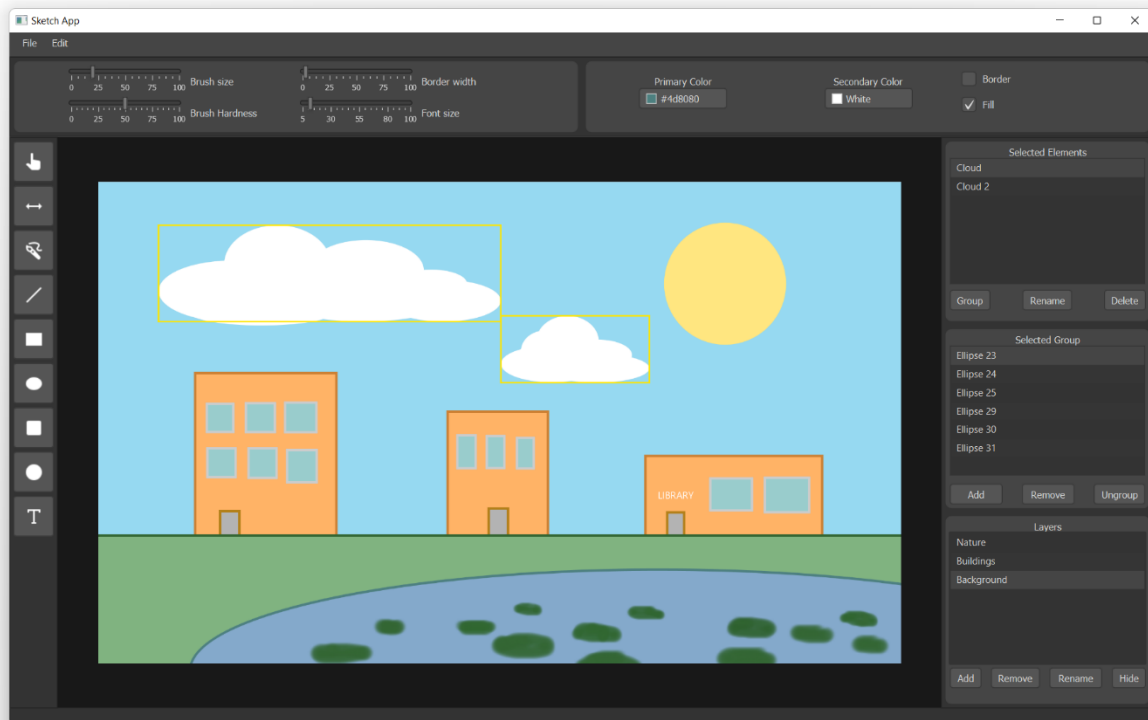 Sketch App
File Edit
0 25 50 75 100 Brush size
0 25 50 75 100 Brush Hardness
0 25 50 75 100 Border width
5 30 55 80 100 Font size
Primary Color
#4d8080
Secondary Color
White
Border
Fill
T
LIBRARY
Selected Elements
Cloud
Cloud 2
Group Rename Delete
Selected Group
Ellipse 23
Ellipse 24
Ellipse 25
Ellipse 29
Ellipse 30
Ellipse 31
Add Remove Ungroup
Layers
Nature
Buildings
Background
Add Remove Rename Hide